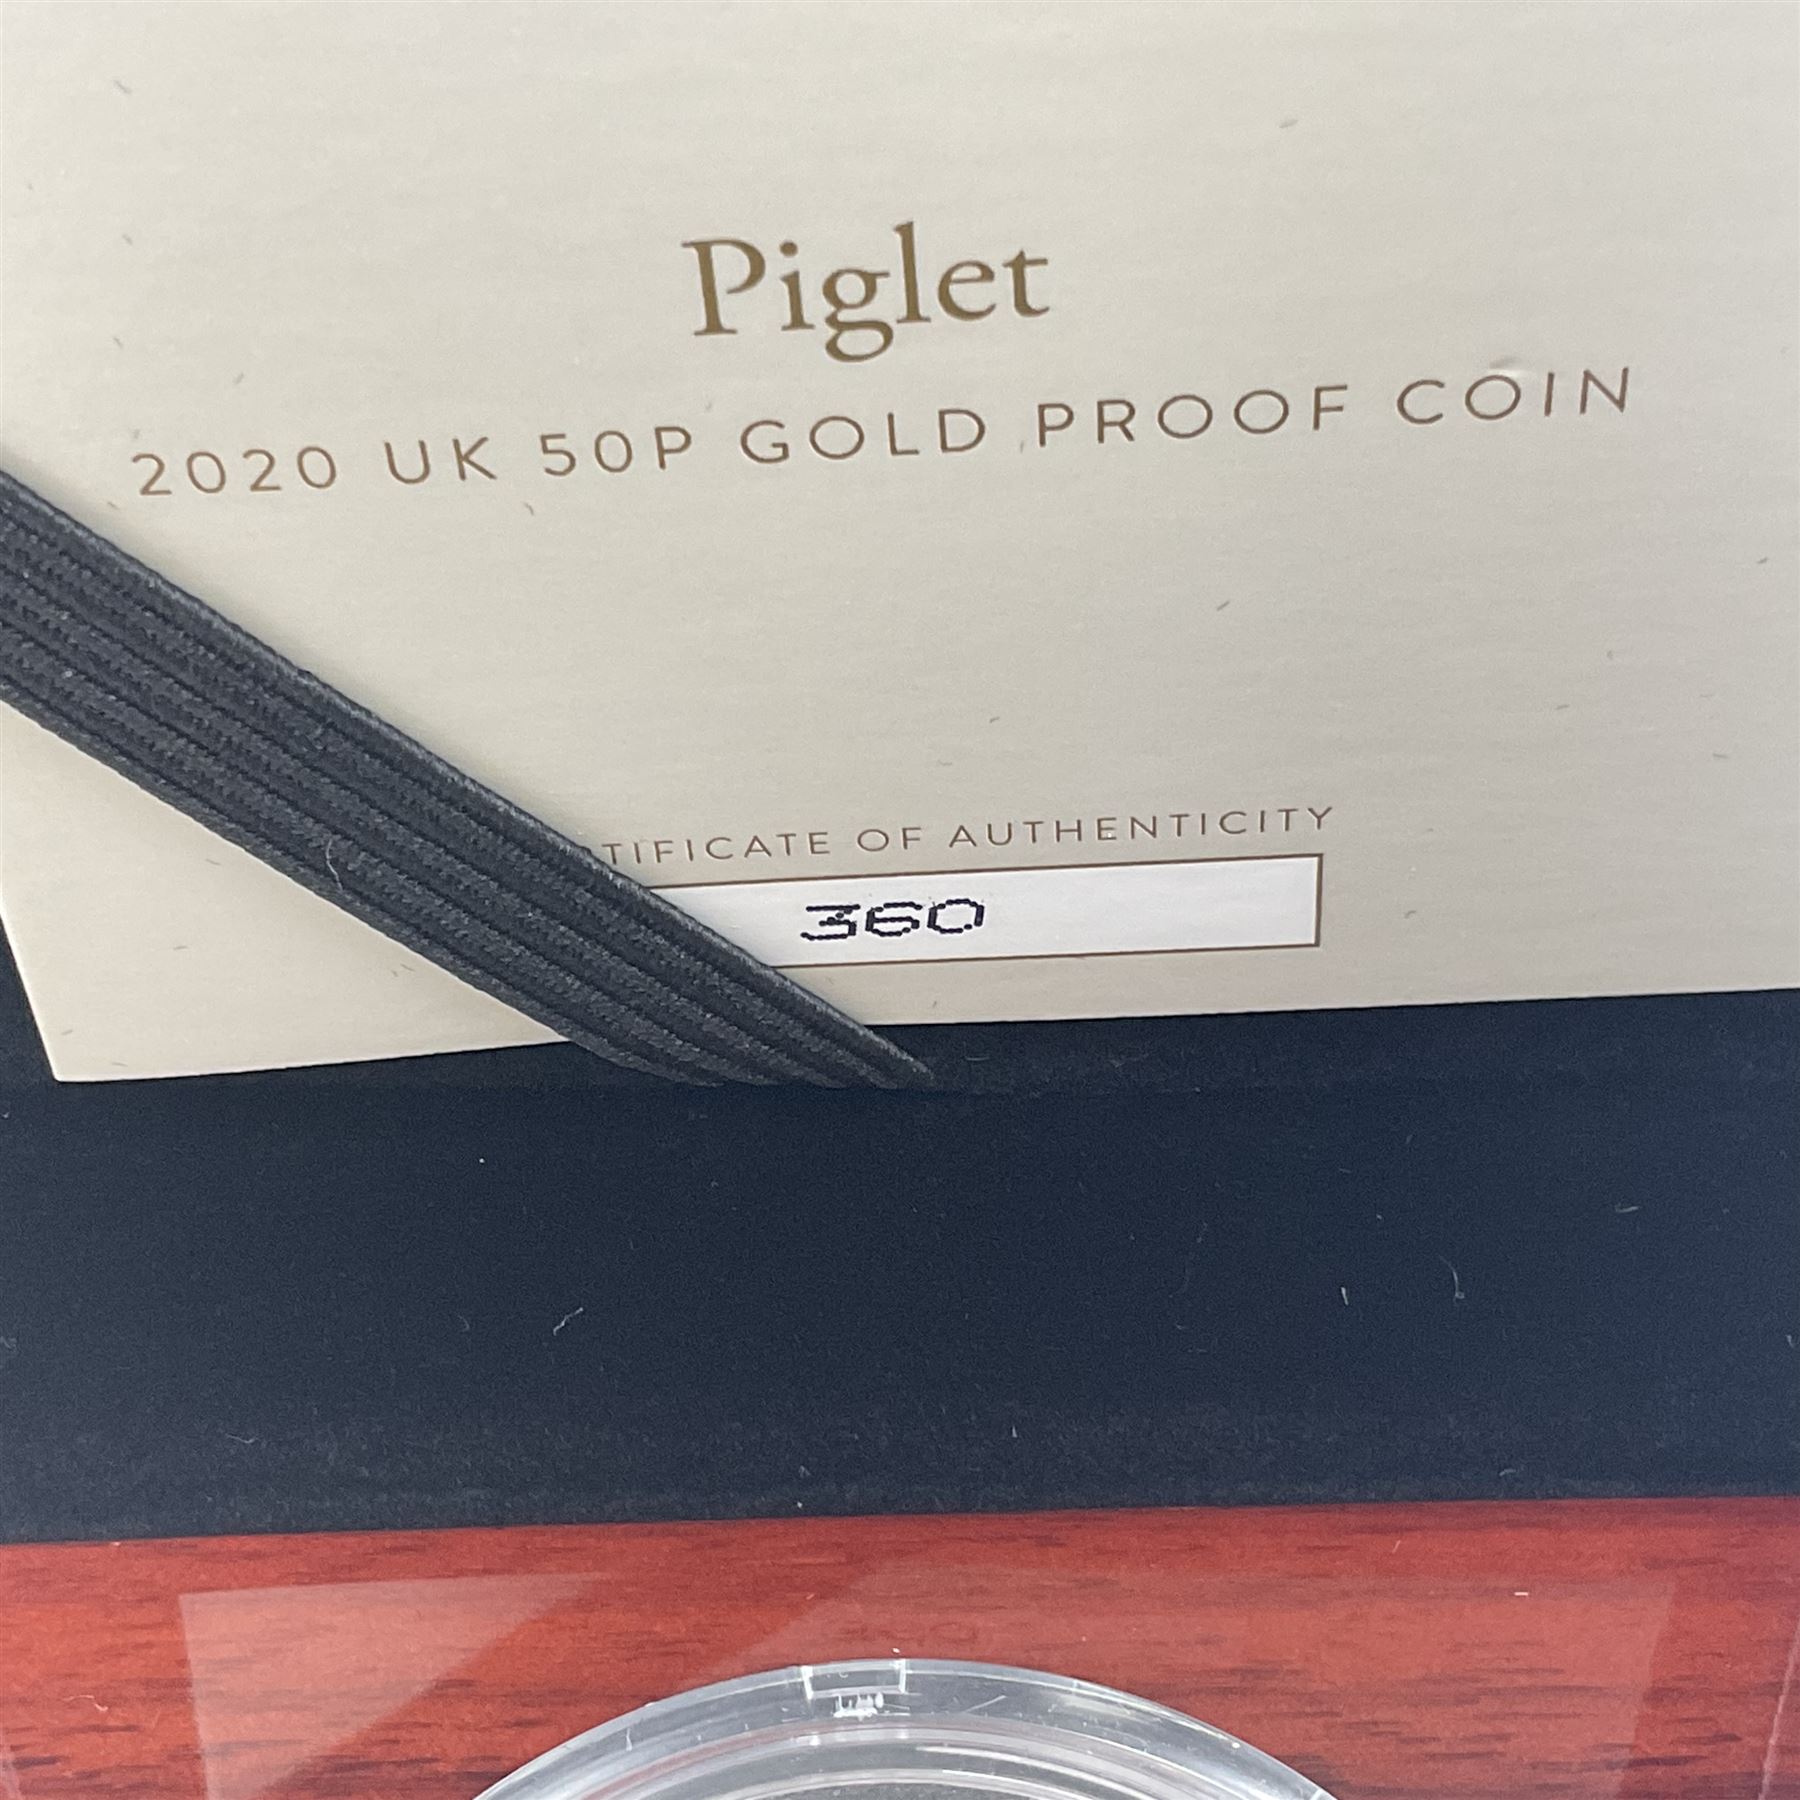 Piglet
2020 UK 50P GOLD PROOF COIN
TIFICATE OF AUTHENTICITY
360